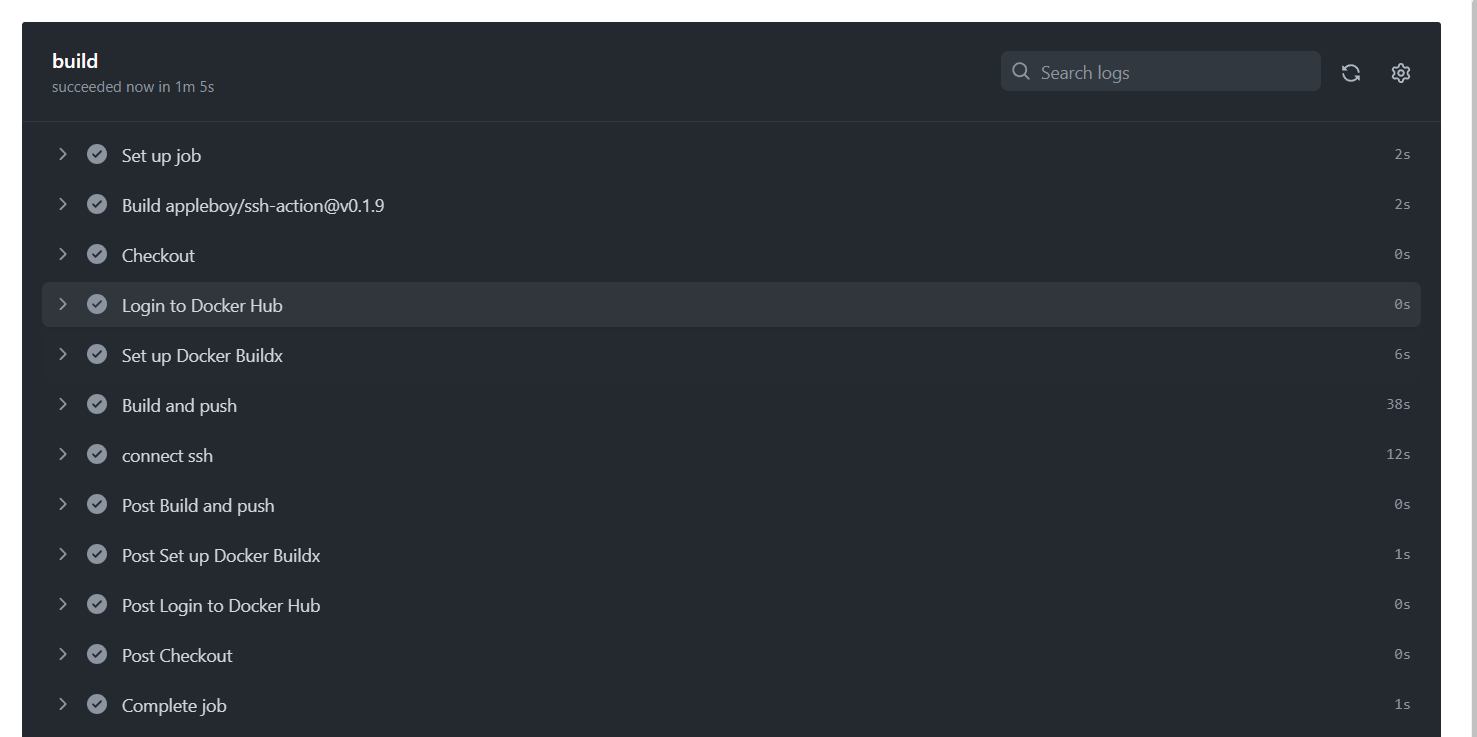 build
succeeded now in 1m 5s
Search logs
Set up job 2s
Build appleboy/ssh-action@v0.1.9 2s
Checkout 0s
Login to Docker Hub 0s
Set up Docker Buildx 6s
Build and push 38s
connect ssh 12s
Post Build and push 0s
Post Set up Docker Buildx 1s
Post Login to Docker Hub 0s
Post Checkout 0s
Complete job 1s